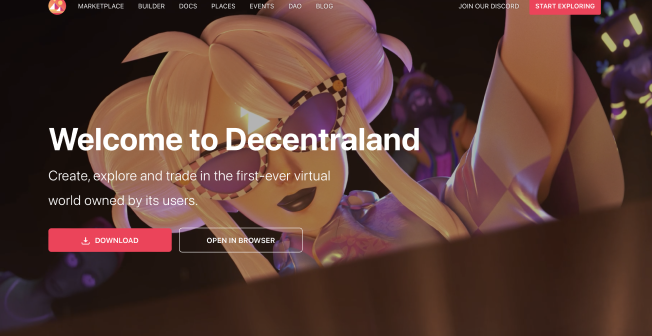 MARKETPLACE BUILDER DOCS PLACES EVENTS DAO BLOG JOIN OUR DISCORD START EXPLORING
Welcome to Decentraland
Create, explore and trade in the first-ever virtual
world owned by its users.
DOWNLOAD OPEN IN BROWSER